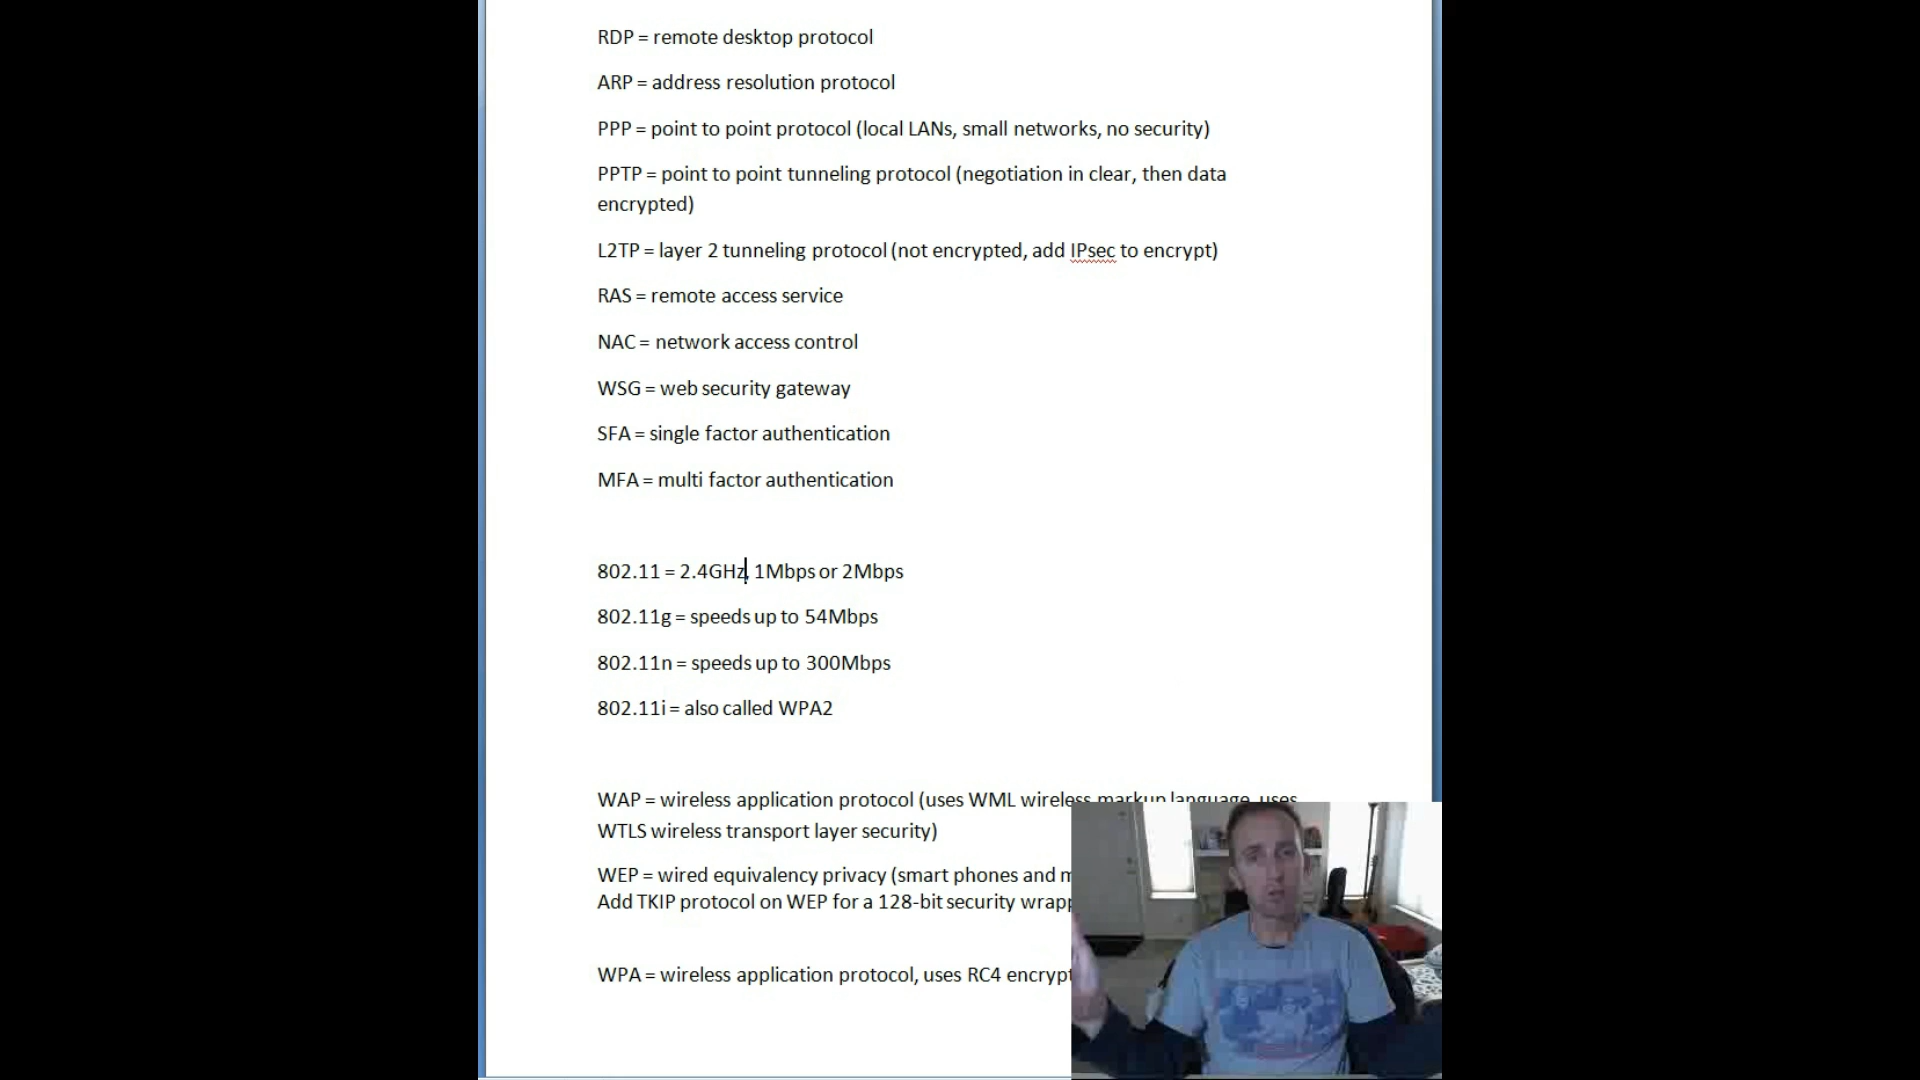 RDP = remote desktop protocol
ARP = address resolution protocol
PPP = point to point protocol (local LANs, small networks, no security)
PPTP = point to point tunneling protocol (negotiation in clear, then data
encrypted)
L2TP = layer 2 tunneling protocol (not encrypted, add IPsec to encrypt)
RAS = remote access service
NAC = network access control
WSG = web security gateway
SFA = single factor authentication
MFA = multi factor authentication
802.11 = 2.4GHz, 1Mbps or 2Mbps
802.11g = speeds up to 54Mbps
802.11n = speeds up to 300Mbps
802.11i = also called WPA2
WAP = wireless application protocol (uses WML wireless markup language, uses
WTLS wireless transport layer security)
WEP = wired equivalency privacy (smart phones and
Add TKIP protocol on WEP for a 128-bit security
WPA = wireless application protocol, uses RC4